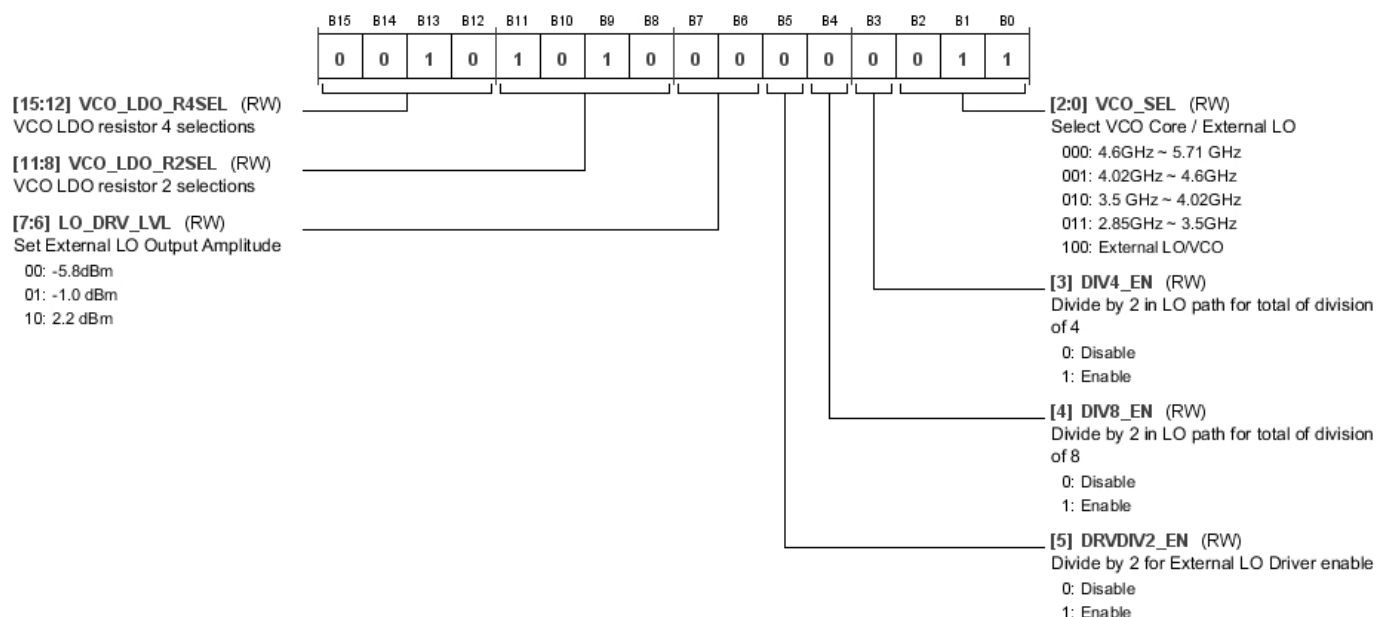 B15 B14 B13 B12 B11 B10 B9 B8 B7 B6 B5 B4 B3 B2 B1 B0
0 0 1 0 1 0 1 0 0 0 0 0 0 0 1 1
[15:12] VCO_LDO_R4SEL (RW)
VCO LDO resistor 4 selections
[11:8] VCO_LDO_R2SEL (RW)
VCO LDO resistor 2 selections
[7:6] LO_DRV_LVL (RW)
Set External LO Output Amplitude
00: -5.8dBm
01: -1.0 dBm
10: 2.2 dBm
[2:0] VCO_SEL (RW)
Select VCO Core / External LO
000: 4.6GHz ~ 5.71 GHz
001: 4.02GHz ~ 4.6GHz
010: 3.5 GHz ~ 4.02GHz
011: 2.85GHz ~ 3.5GHz
100: External LO/VCO
[3] DIV4_EN (RW)
Divide by 2 in LO path for total of division
of 4
0: Disable
1: Enable
[4] DIV8_EN (RW)
Divide by 2 in LO path for total of division
of 8
0: Disable
1: Enable
[5] DRVDIV2_EN (RW)
Divide by 2 for External LO Driver enable
0: Disable
1: Enable